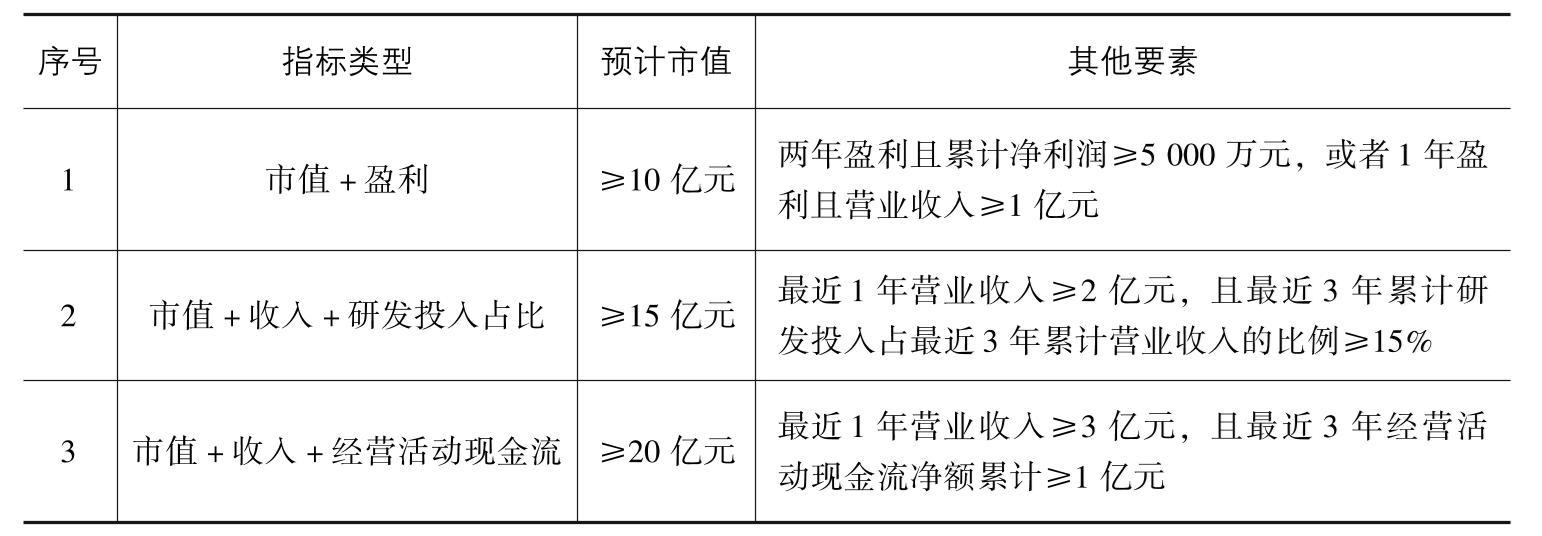 序号 指标类型 预计市值 其他要素
1 市值+盈利 ≥10 亿元 两年盈利且累计净利润≥5 000 万元，或者1 年盈
利且营业收入≥1 亿元
2 市值+收入+研发投入占比 ≥15 亿元 最近1 年营业收入≥2 亿元，且最近 3 年累计研
发投入占最近3 年累计营业收入的比例≥15%
3 市值+收入+经营活动现金流 ≥20 亿元 最近1 年营业收入≥3 亿元，且最近 3 年经营活
动现金流净额累计≥1 亿元